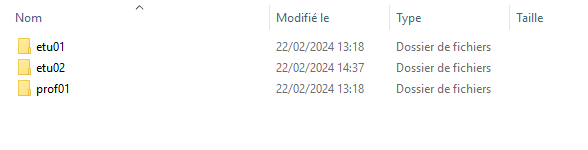 Nom Modifié le Type Taille
etu01 22/02/2024 13:18 Dossier de fichiers
etu02 22/02/2024 14:37 Dossier de fichiers
prof01 22/02/2024 13:18 Dossier de fichiers